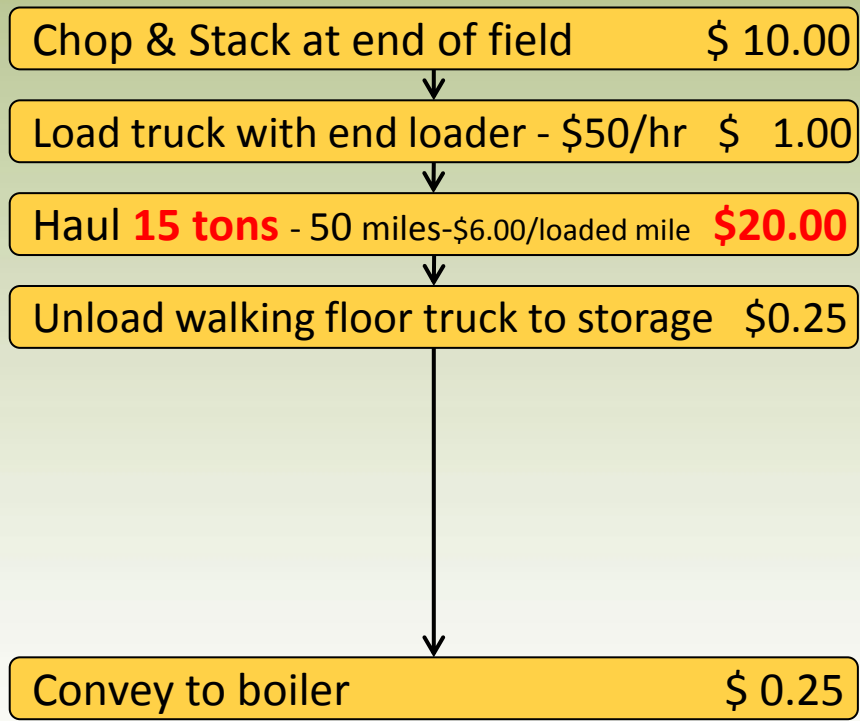 Chop & Stack at end of field $ 10.00
Load truck with end loader - $50/hr $ 1.00
Haul 15 tons - 50 miles-$6.00/loaded mile $20.00
Unload walking floor truck to storage $0.25
Convey to boiler $ 0.25